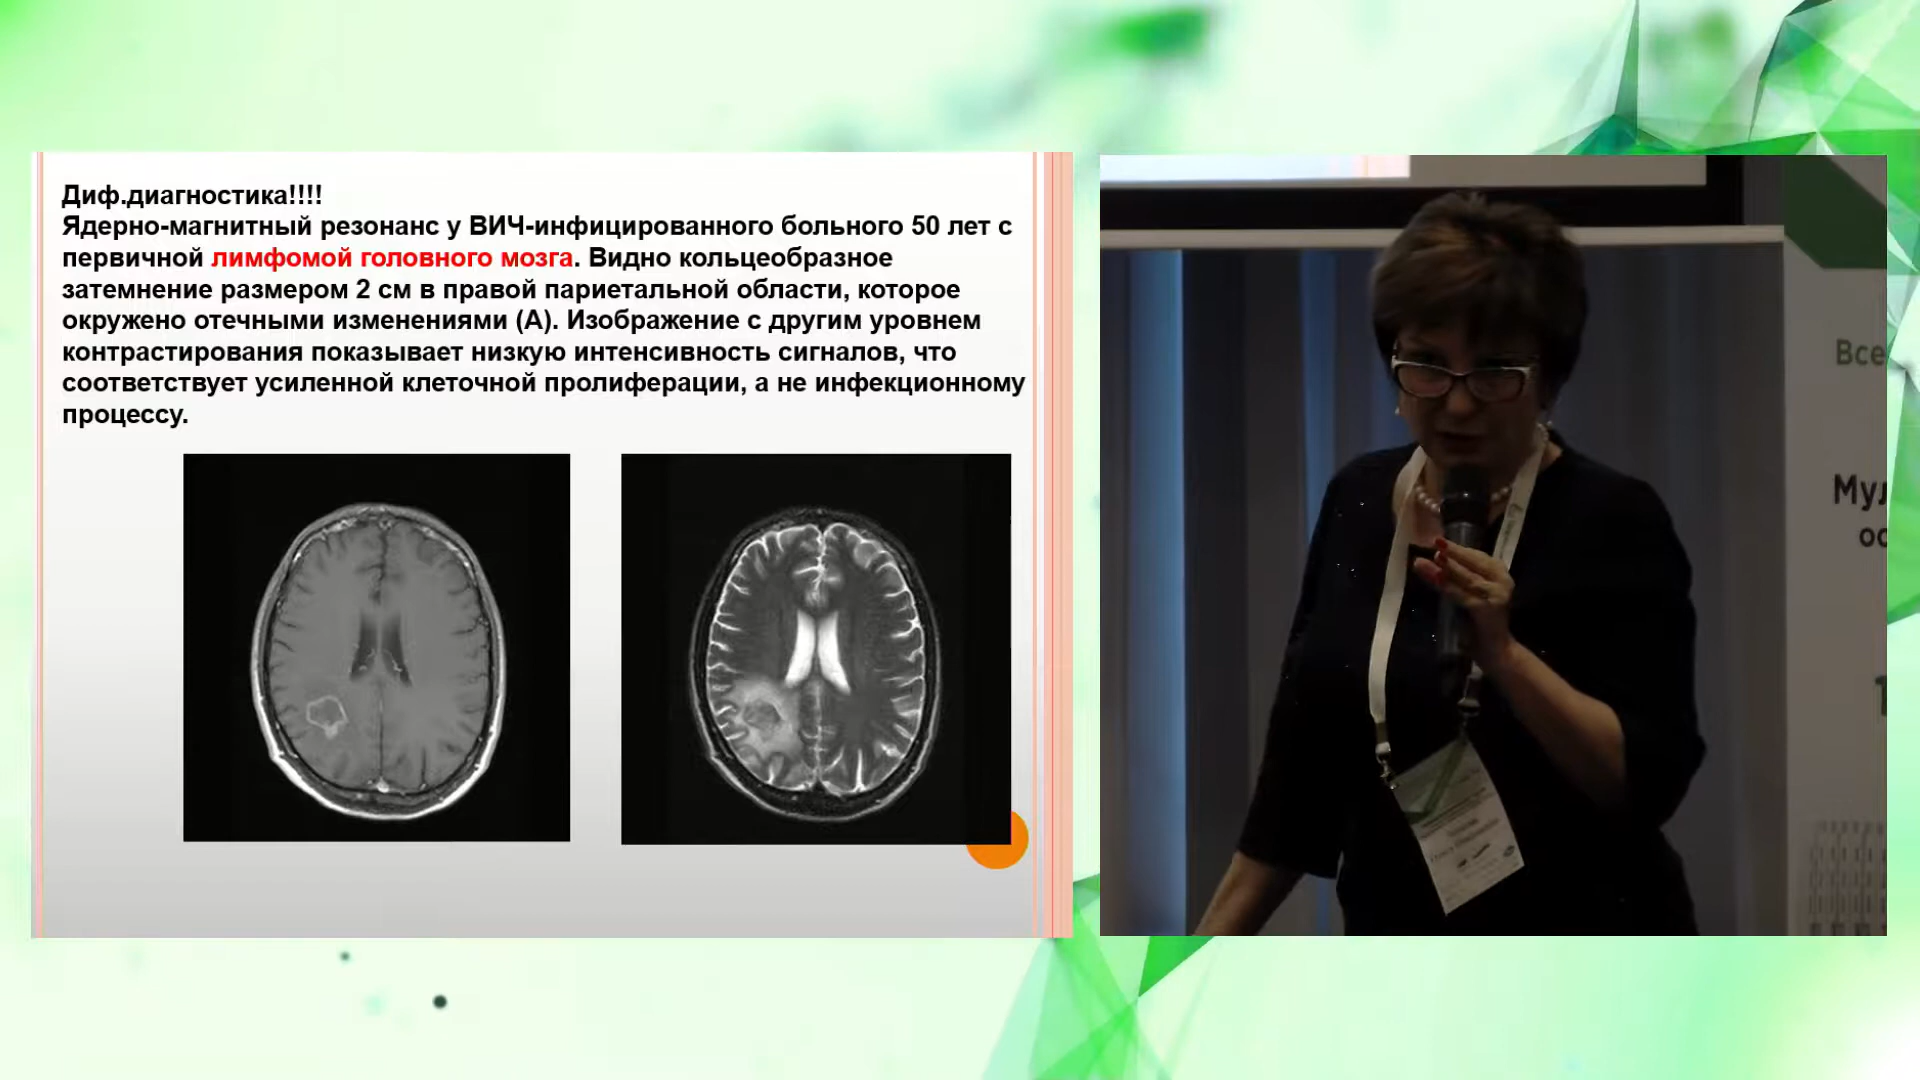 Диф.диагностика!!!!
Ядерно-магнитный резонанс у ВИЧ-инфицированного больного 50 лет с
первичной лимфомой головного мозга. Видно кольцеобразное
затемнение размером 2 см в правой париетальной области, которое
окружено отечными изменениями (А). Изображение с другим уровнем
контрастирования показывает низкую интенсивность сигналов, что
соответствует усиленной клеточной пролиферации, а не инфекционному
процессу.
Все
Мул
ос